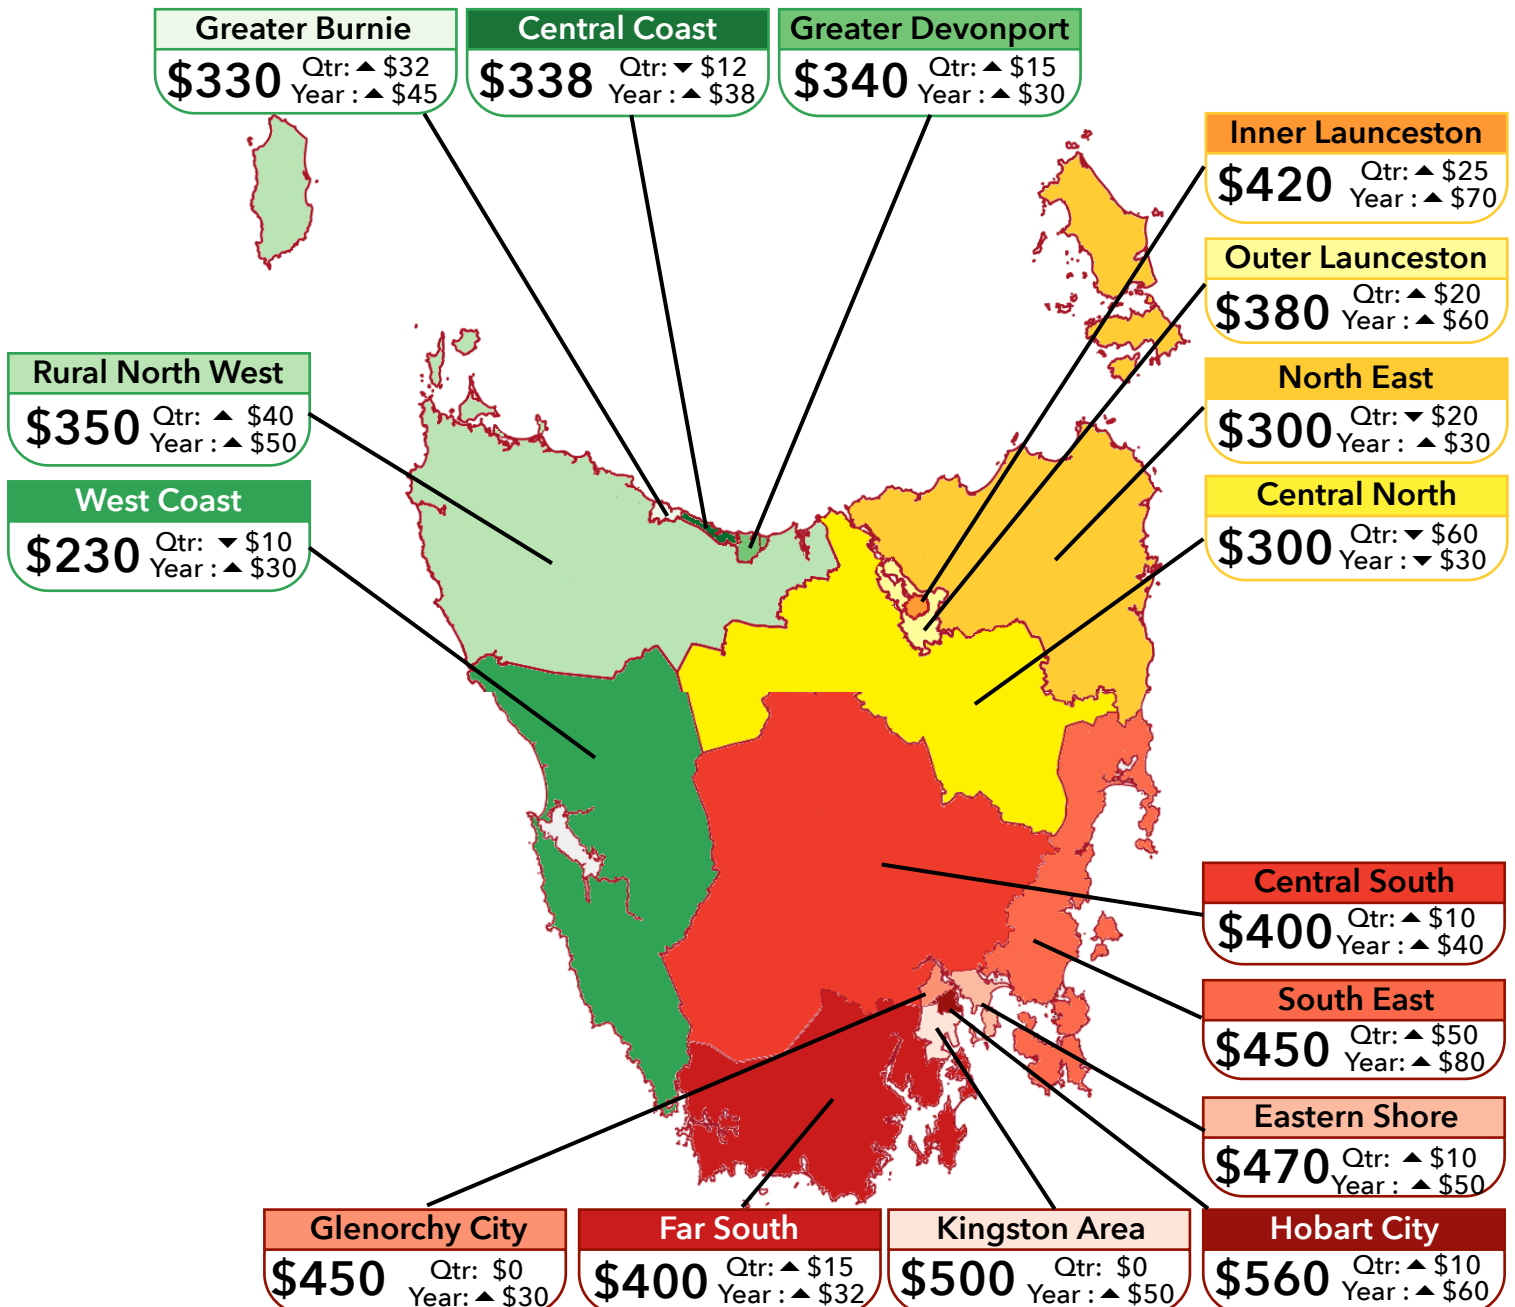 Greater Burnie
$330
Qtr: ▲ $32
Year : ▲ $45
Central Coast
$338
Qtr: ▼ $12
Year : ▲ $38
Greater Devonport
$340
Qtr: ▲ $15
Year : ▲ $30
Inner Launceston
$420
Qtr: ▲ $25
Year : ▲ $70
Outer Launceston
$380
Qtr: ▲ $20
Year : ▲ $60
Rural North West
$350
Qtr: ▲ $40
Year : ▲ $50
North East
$300
Qtr: ▼ $20
Year : ▲ $30
West Coast
$230
Qtr: ▼ $10
Year : ▲ $30
Central North
$300
Qtr: ▼ $60
Year : ▼ $30
Central South
$400
Qtr: ▲ $10
Year : ▲ $40
South East
$450
Qtr: ▲ $50
Year: ▲ $80
Eastern Shore
$470
Qtr: ▲ $10
Year : ▲ $50
Glenorchy City
$450
Qtr: $0
Year: ▲ $30
Far South
$400
Qtr: ▲ $15
Year : ▲ $32
Kingston Area
$500
Qtr: $0
Year : ▲ $50
Hobart City
$560
Qtr: ▲ $10
Year : ▲ $60